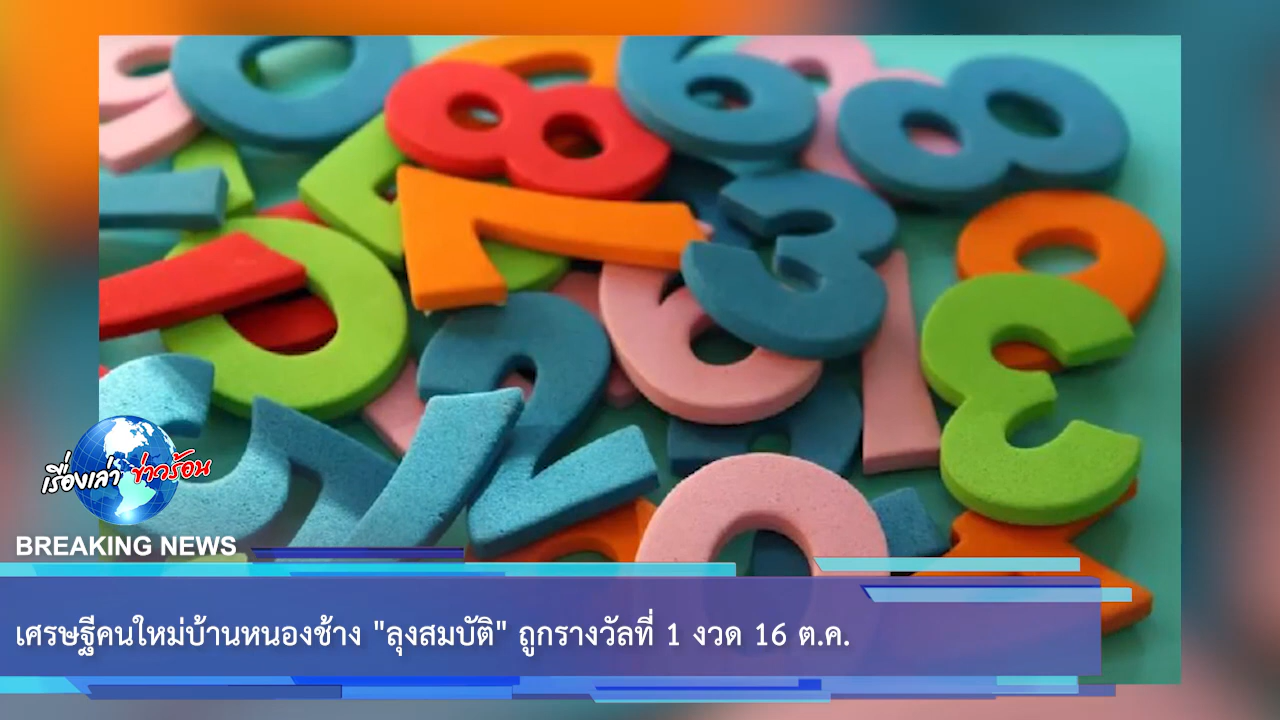 เรื่องเล่า ข่าวร้อน
BREAKING NEWS
เศรษฐีคนใหม่บ้านหนองช้าง "ลุงสมบัติ" ถูกรางวัลที่ 1 งวด 16 ต.ค.